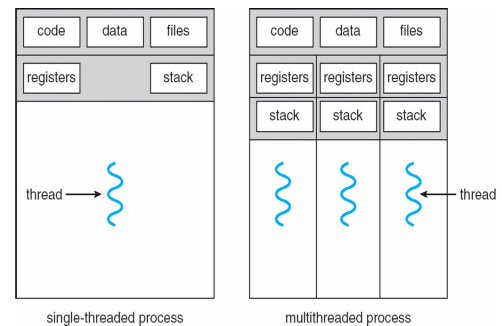 code data files
registers stack
thread
single-threaded process
code data files
registers registers registers
stack stack stack
thread
multithreaded process